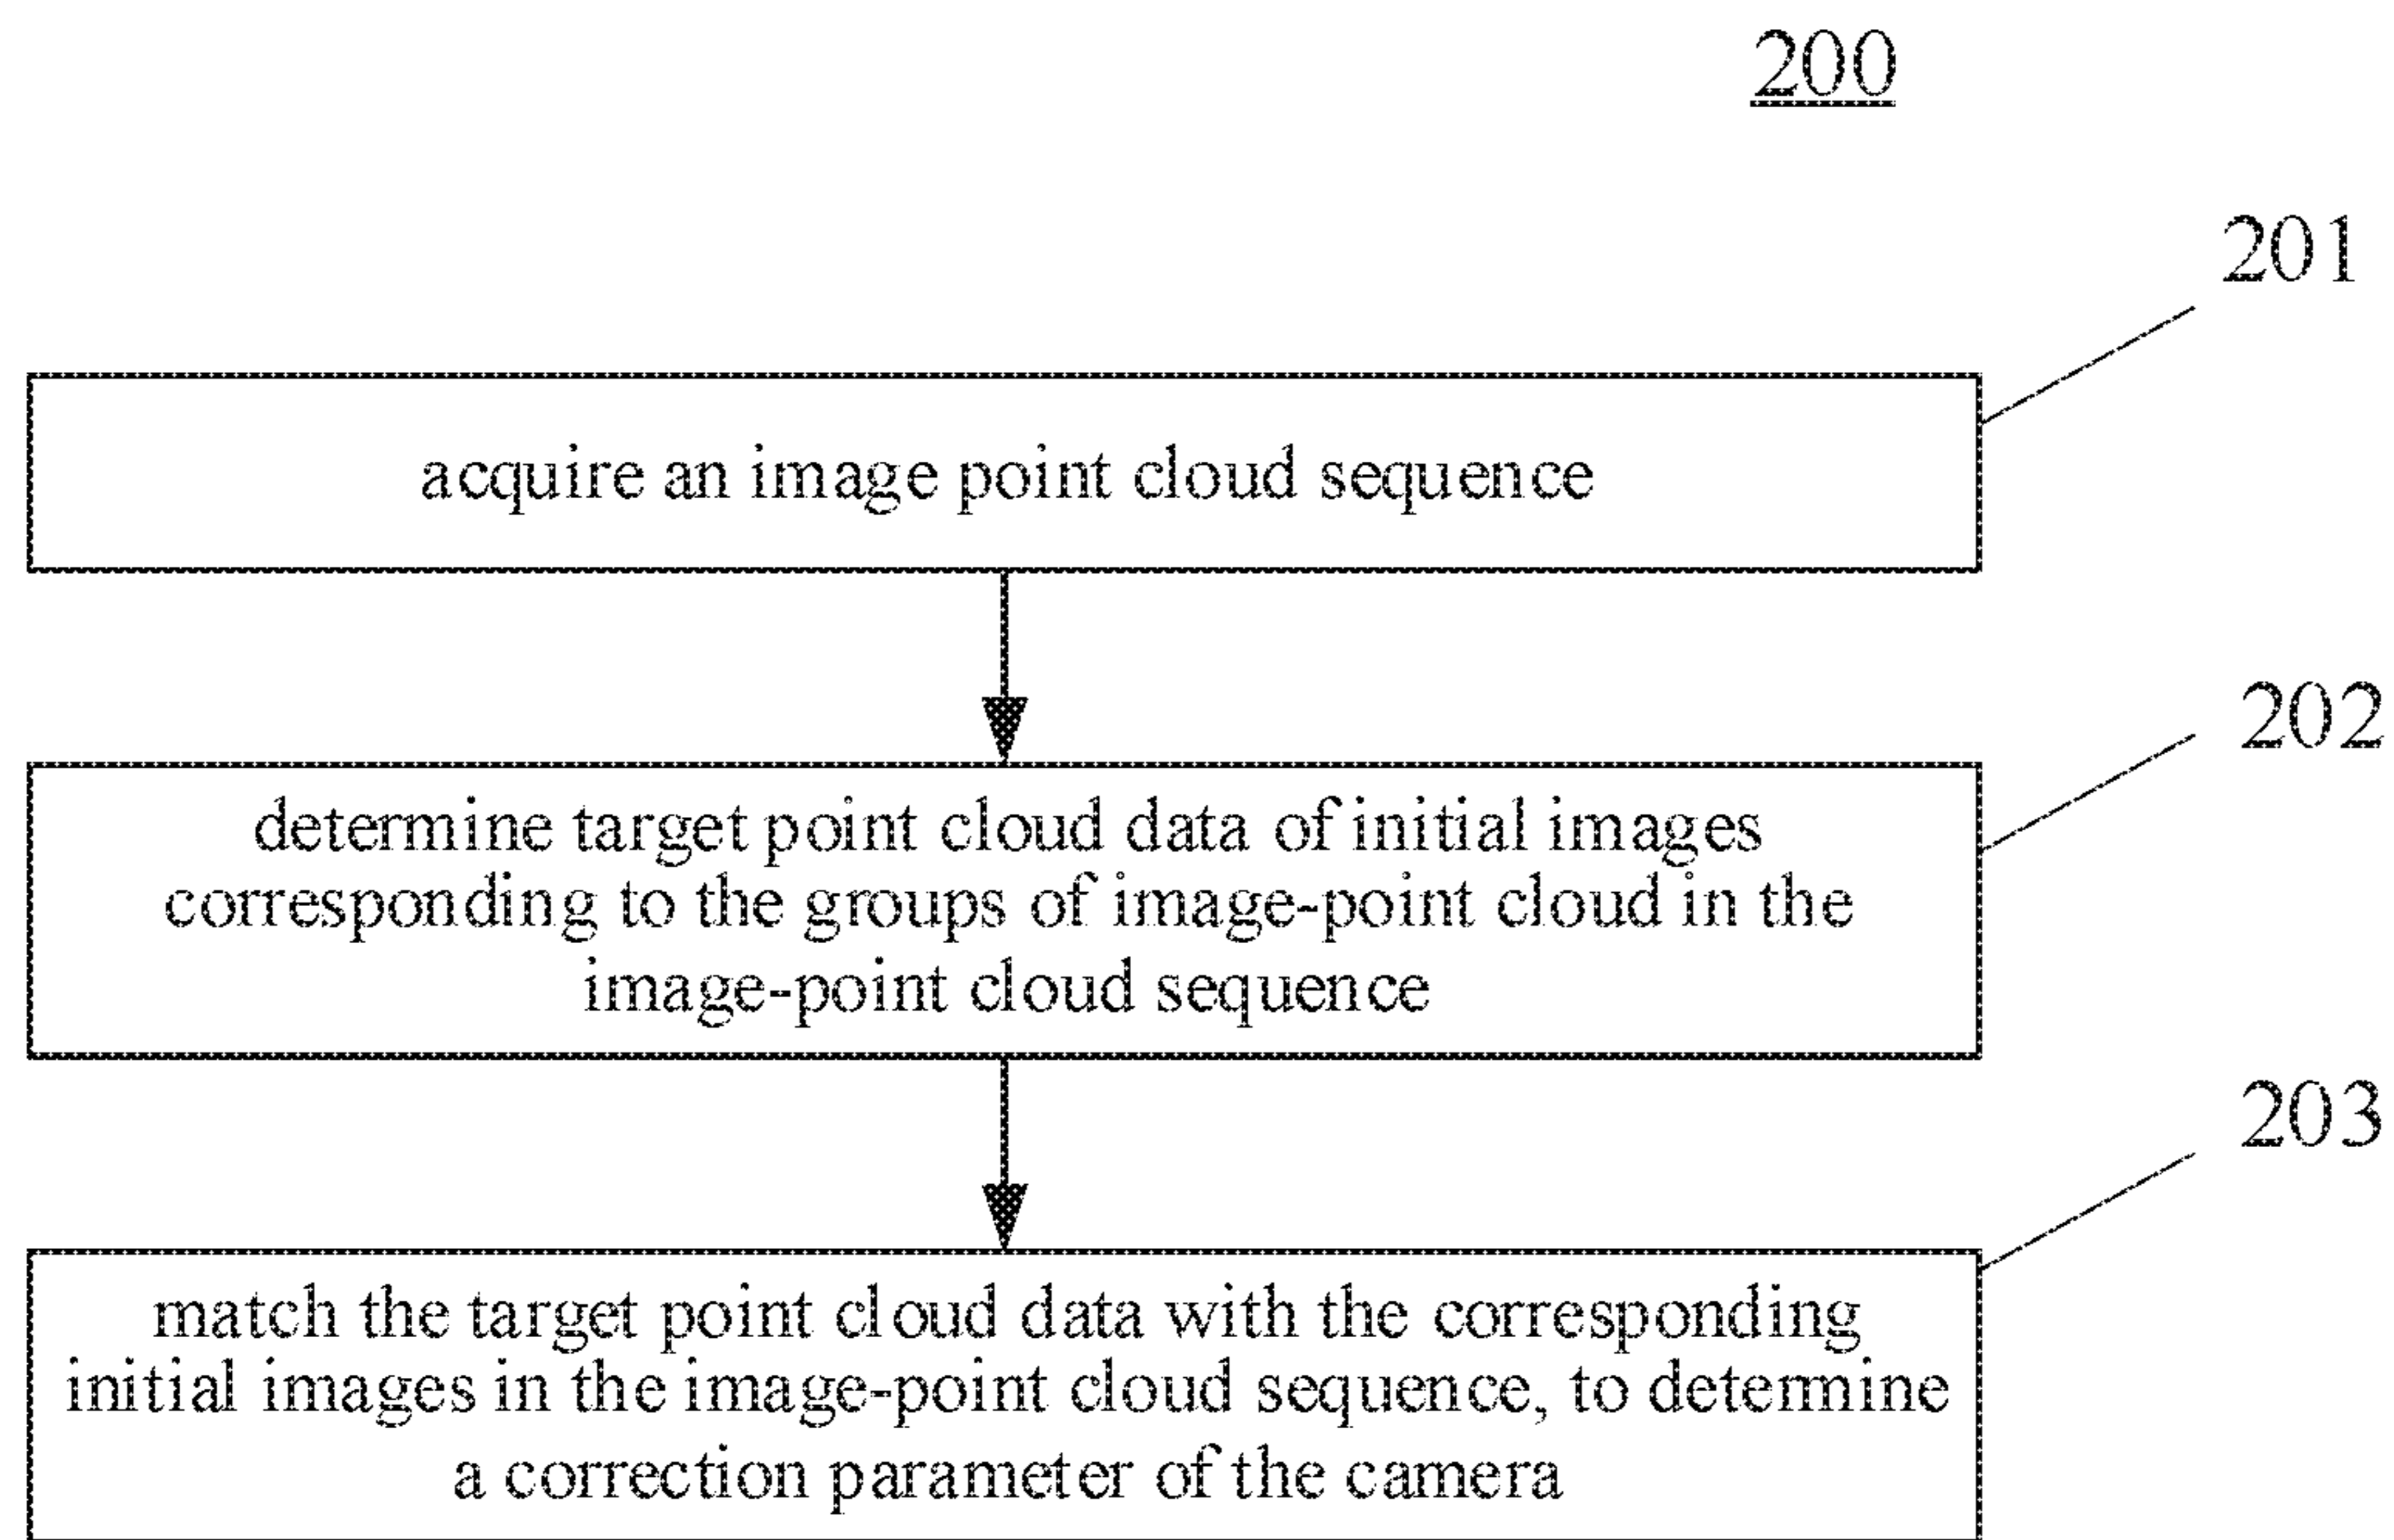 200
201
acquire an image point cloud sequence
202
determine target point cloud data of initial images
corresponding to the groups of image-point cloud in the
image-point cloud sequence
203
match the target point cloud data with the corresponding
initial images in the image-point cloud sequence, to determine
a correction parameter of the camera